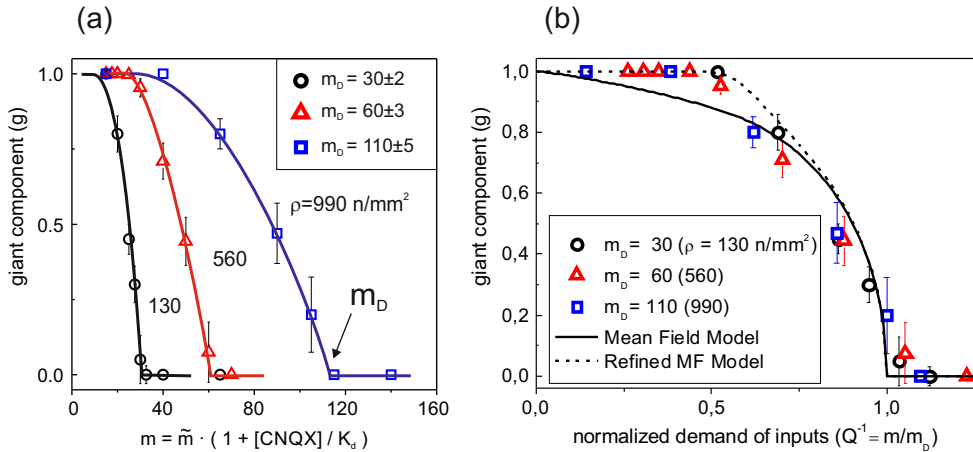 (a)
giant component (g)
1.0
0.5
0.0
m_D = 30±2
m_D = 60±3
m_D = 110±5
ρ=990 n/mm²
560
130
m_D
0 40 80 120 160
m = m̃ · ( 1 + [CNQX] / K_d )
(b)
giant component (g)
1,0
0,8
0,6
0,4
0,2
0,0
m_D = 30 (ρ = 130 n/mm²)
m_D = 60 (560)
m_D = 110 (990)
Mean Field Model
Refined MF Model
0,0 0,5 1,0
normalized demand of inputs (Q⁻¹= m/m_D)